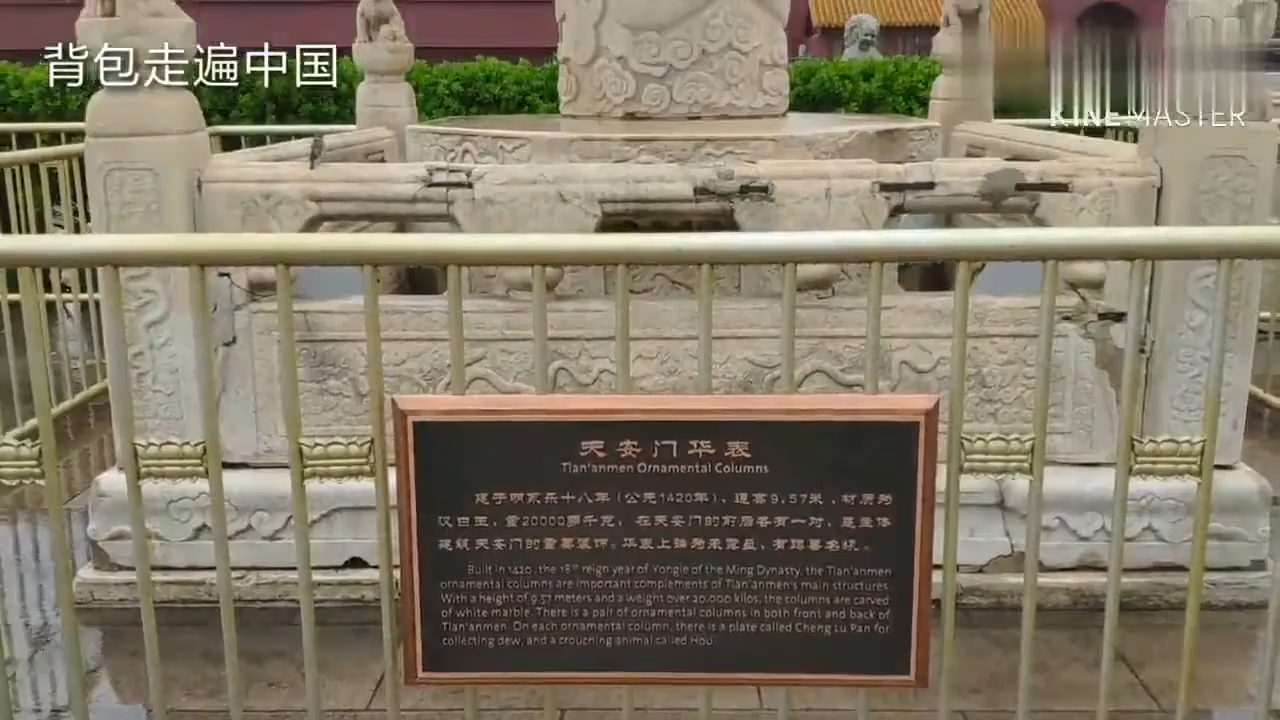 背包走遍中国
KINEMASTER
天安门华表
Tian'anmen Ornamental Columns
建于明永乐十八年（公元1420年），通高9.57米，材质为
汉白玉，重20000多千克，在天安门的前后各有一对，是主体
建筑天安门的重要装饰。华表上端为承露盘，有蹲兽名犼。
Built in 1420, the 18th reign year of Yongle of the Ming Dynasty, the Tian'anmen
ornamental columns are important complements of Tian'anmen's main structures.
With a height of 9.57 meters and a weight over 20,000 kilos, the columns are carved
of white marble. There is a pair of ornamental columns in both front and back of
Tian'anmen. On each ornamental column, there is a plate called Cheng Lu Pan for
collecting dew, and a crouching animal called Hou.